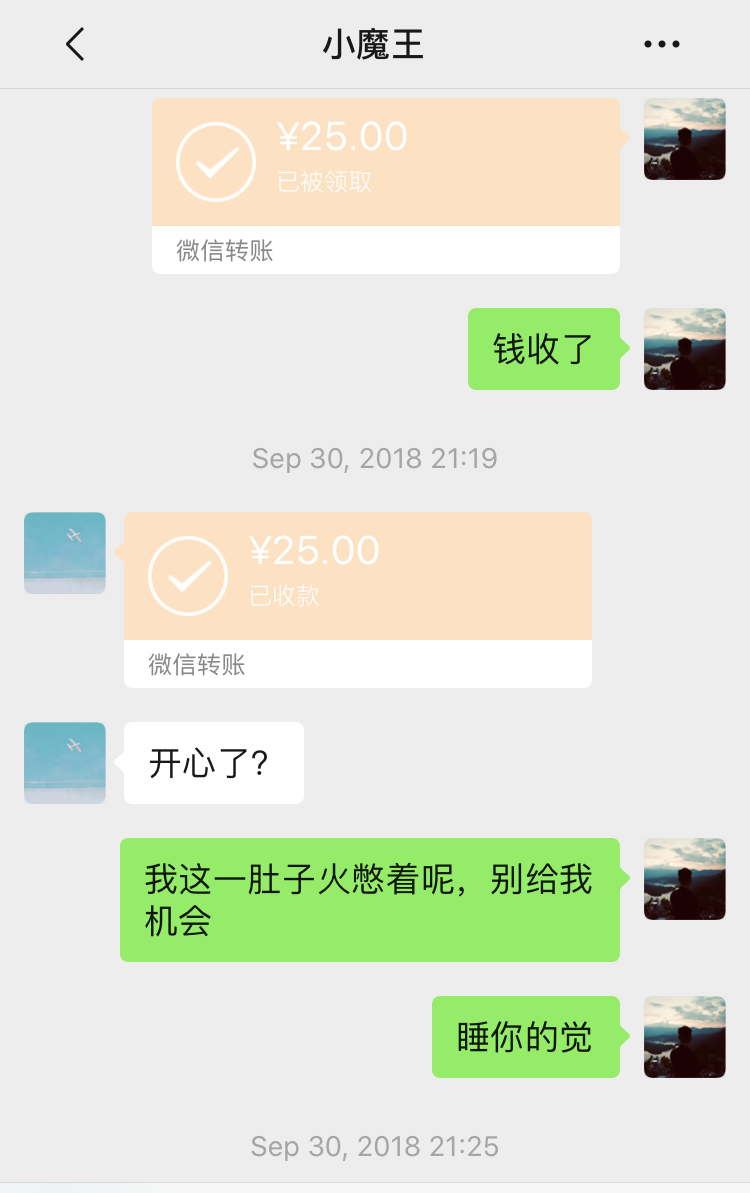 小魔王
¥25.00
已被领取
微信转账
钱收了
Sep 30, 2018 21:19
¥25.00
已收款
微信转账
开心了?
我这一肚子火憋着呢，别给我
机会
睡你的觉
Sep 30, 2018 21:25